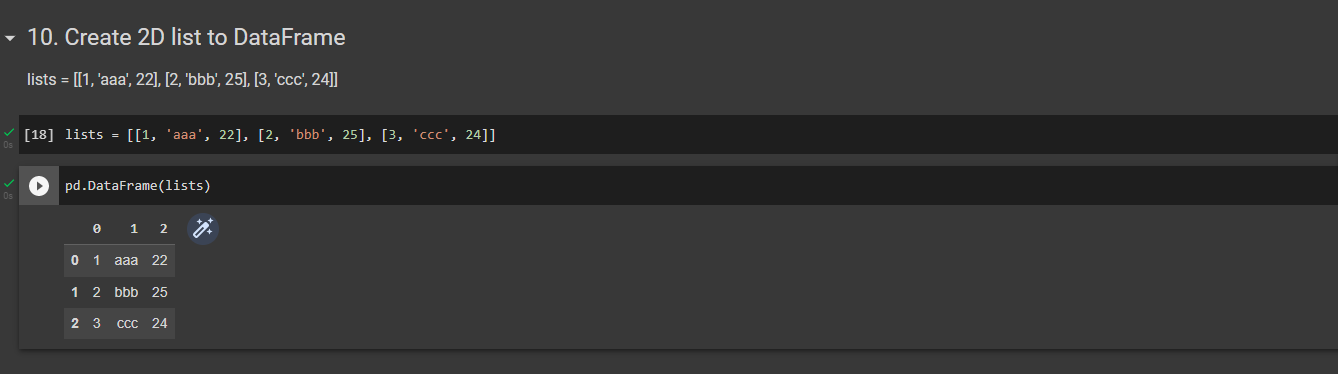 10. Create 2D list to DataFrame
lists = [[1, 'aaa', 22], [2, 'bbb', 25], [3, 'ccc', 24]]
[18] lists = [[1, 'aaa', 22], [2, 'bbb', 25], [3, 'ccc', 24]]
0s
pd.DataFrame(lists)
0s
0 1 2
0 1 aaa 22
1 2 bbb 25
2 3 ccc 24